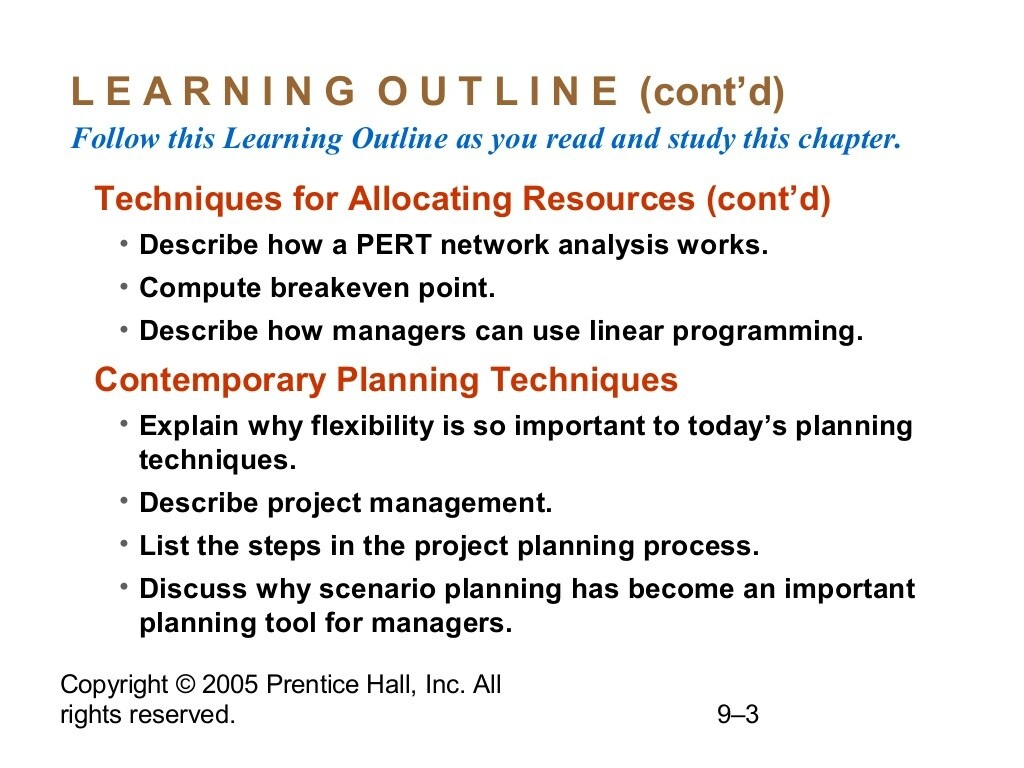 L E A R N I N G  O U T L I N E  (cont’d)
Follow this Learning Outline as you read and study this chapter.
Techniques for Allocating Resources (cont’d)
• Describe how a PERT network analysis works.
• Compute breakeven point.
• Describe how managers can use linear programming.
Contemporary Planning Techniques
• Explain why flexibility is so important to today’s planning
techniques.
• Describe project management.
• List the steps in the project planning process.
• Discuss why scenario planning has become an important
planning tool for managers.
Copyright © 2005 Prentice Hall, Inc. All
rights reserved.
9–3